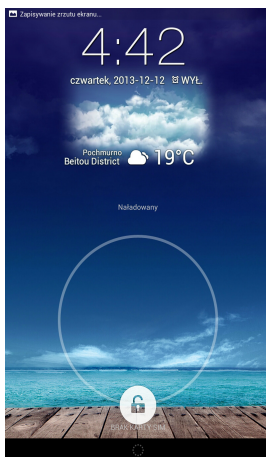 Zapisywanie zrzutu ekranu...
4:42
czwartek, 2013-12-12 WYŁ.
Pochmurno
Beitou District 19°C
Naładowany
BRAK KARTY SIM